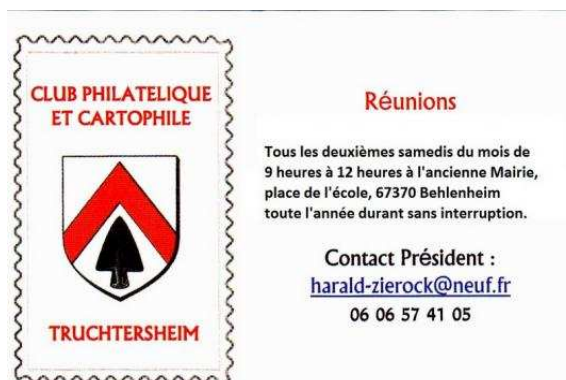 CLUB PHILATELIQUE
ET CARTOPHILE
TRUCHTERSHEIM
Réunions
Tous les deuxièmes samedis du mois de
9 heures à 12 heures à l'ancienne Mairie,
place de l'école, 67370 Behlenheim
toute l'année durant sans interruption.
Contact Président :
harald-zierock@neuf.fr
06 06 57 41 05